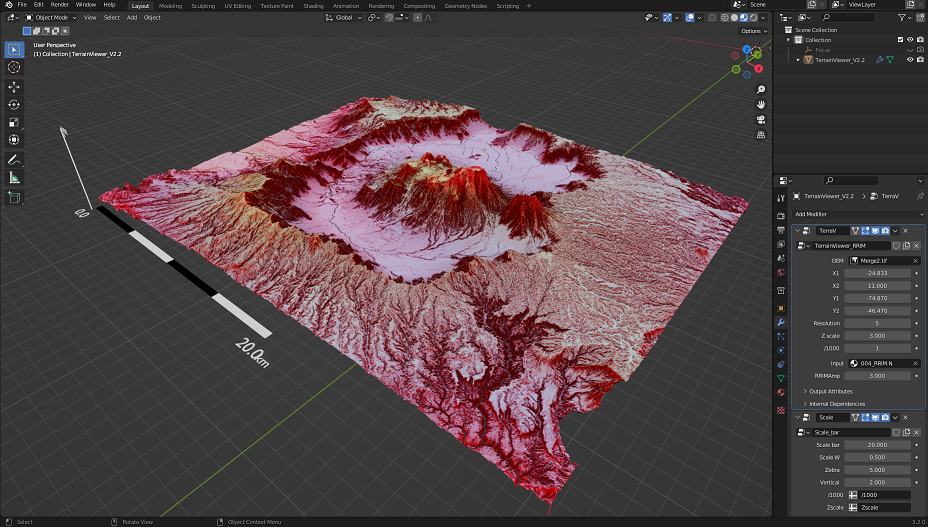 File Edit Render Window Help Layout Modeling Sculpting UV Editing Texture Paint Shading Animation Rendering Compositing Geometry Nodes Scripting + Scene ViewLayer
Object Mode View Select Add Object Global
Options
User Perspective
(1) Collection | TerrainViewer_V2.2
Z
Y
X
0.0
20.0km
Scene Collection
Collection
Focus
TerrainViewer_V2.2
TerrainViewer_V2.2 > TerraV
Add Modifier
TerraV
TerrainViewer_RRIM
DEM Merge2.tif
X1 -24.833
X2 11.000
Y1 -74.870
Y2 -46.470
Resolution 5
Z scale 3.000
/1000 1
Input 004_RRIM.N
RRIMAmp 3.000
> Output Attributes
> Internal Dependencies
Scale
Scale_bar
Scale bar 20.000
Scale W 0.500
Zebra 5.000
Vertical 2.000
/1000 /1000
Zscale Zscale
Select Rotate View Object Context Menu 3.2.0